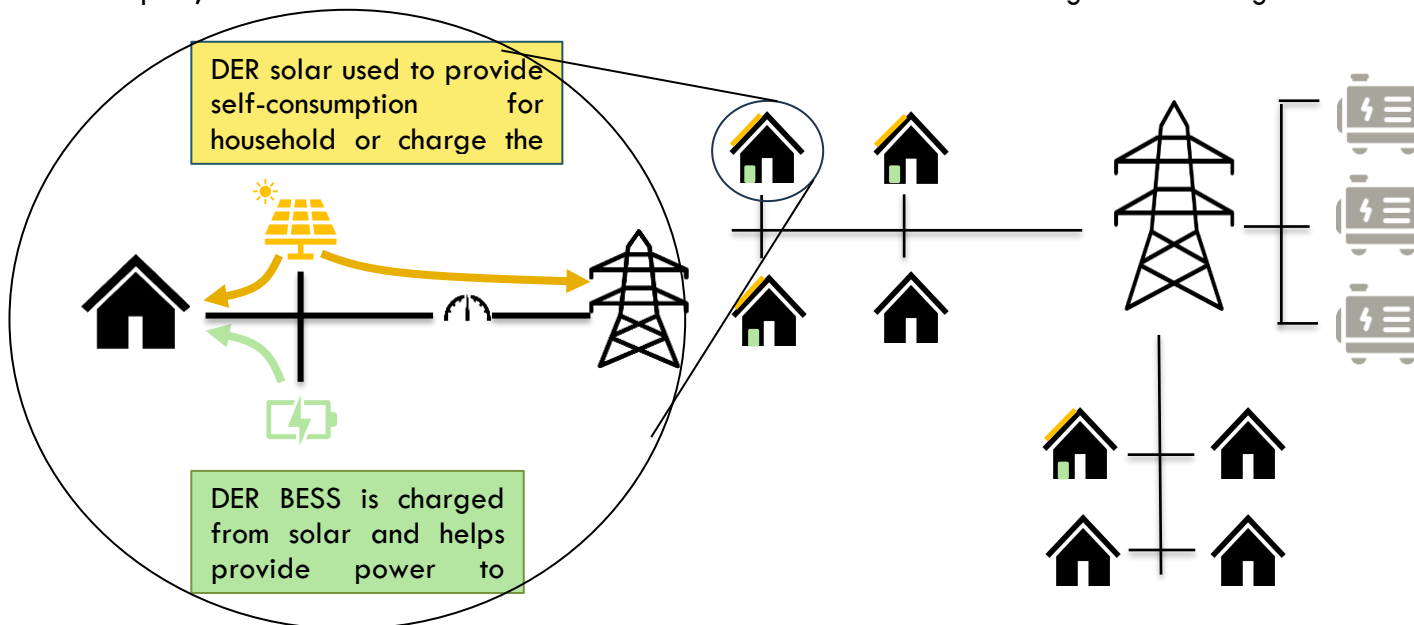 DER solar used to provide
self-consumption for
household or charge the
DER BESS is charged
from solar and helps
provide power to